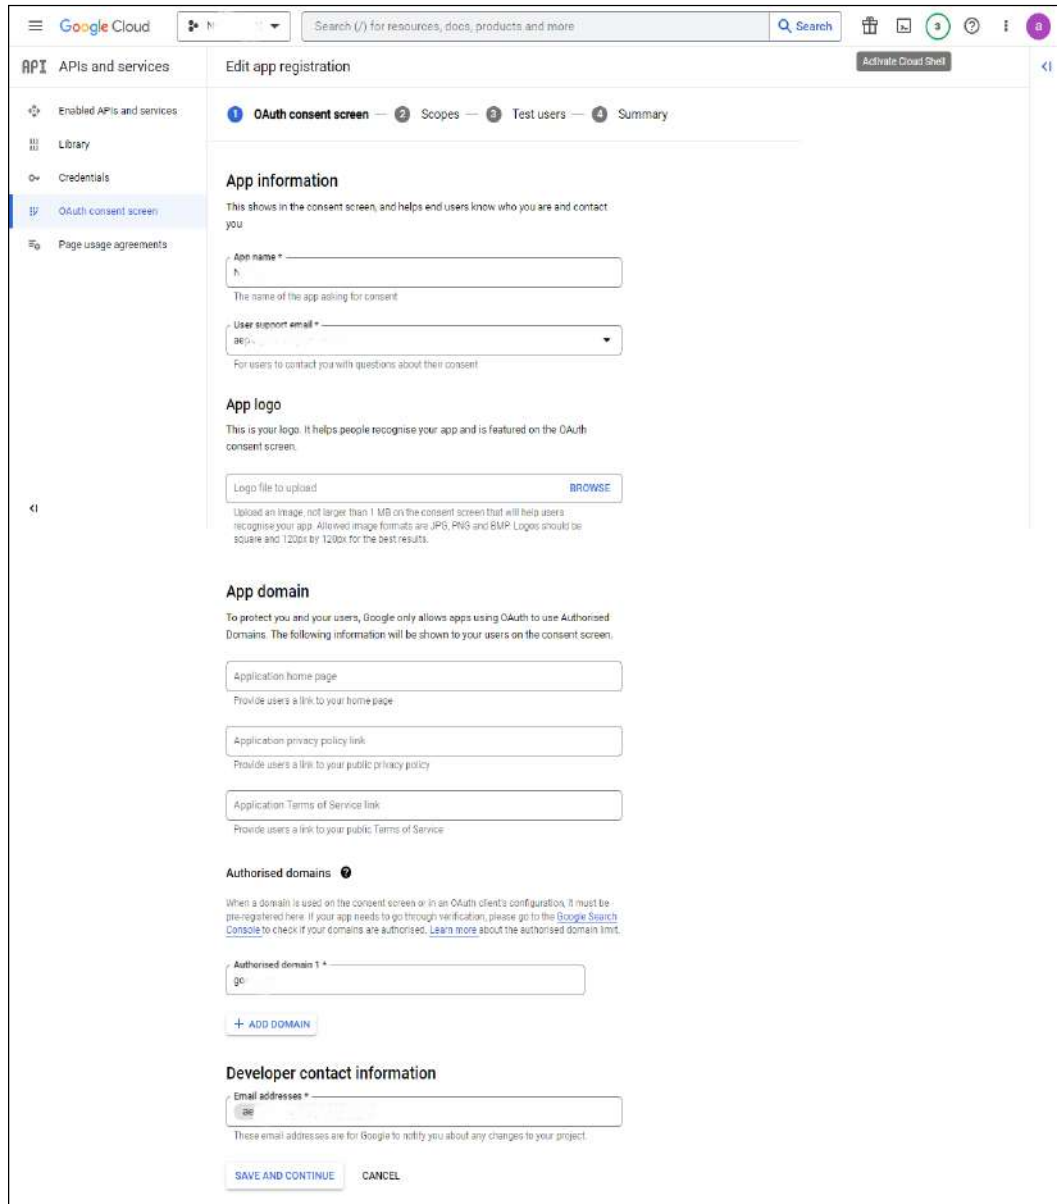 Google Cloud
N
Search (/) for resources, docs, products and more
Search
3
a
API APIs and services
Edit app registration
Activate Cloud Shell
Enabled APIs and services
Library
Credentials
OAuth consent screen
Page usage agreements
1 OAuth consent screen — 2 Scopes — 3 Test users — 4 Summary
App information
This shows in the consent screen, and helps end users know who you are and contact
you
App name *
N
The name of the app asking for consent
User support email *
aep
For users to contact you with questions about their consent
App logo
This is your logo. It helps people recognise your app and is featured on the OAuth
consent screen.
Logo file to upload
BROWSE
Upload an image, not larger than 1 MB on the consent screen that will help users
recognise your app. Allowed image formats are JPG, PNG and BMP. Logos should be
square and 120px by 120px for the best results.
App domain
To protect you and your users, Google only allows apps using OAuth to use Authorised
Domains. The following information will be shown to your users on the consent screen.
Application home page
Provide users a link to your home page
Application privacy policy link
Provide users a link to your public privacy policy
Application Terms of Service link
Provide users a link to your public Terms of Service
Authorised domains
When a domain is used on the consent screen or in an OAuth client's configuration, it must be
pre-registered here. If your app needs to go through verification, please go to the Google Search
Console to check if your domains are authorised. Learn more about the authorised domain limit.
Authorised domain 1 *
go
+ ADD DOMAIN
Developer contact information
Email addresses *
ae
These email addresses are for Google to notify you about any changes to your project.
SAVE AND CONTINUE
CANCEL